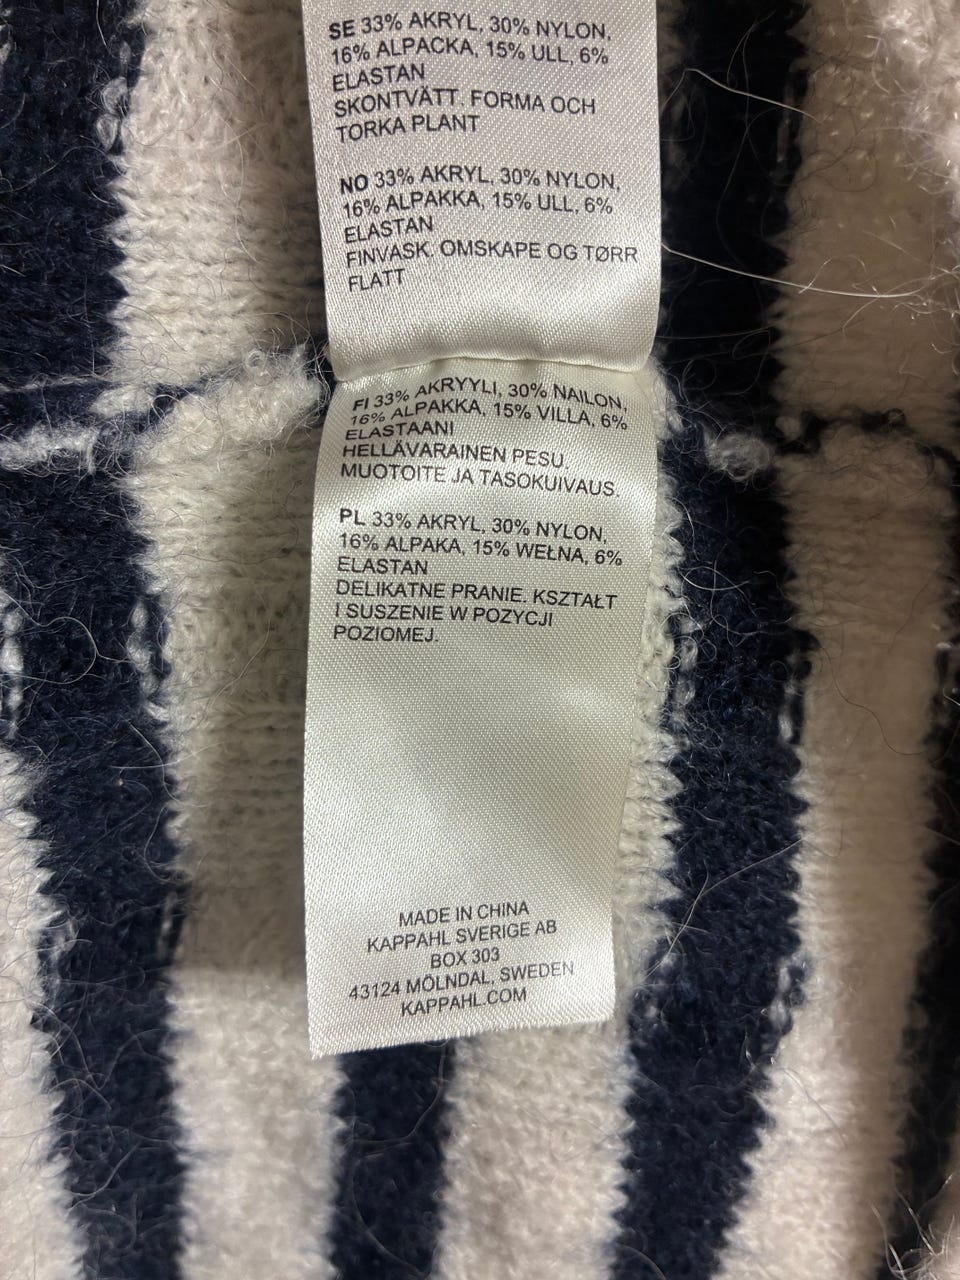 SE 33% AKRYL, 30% NYLON,
16% ALPACKA, 15% ULL, 6%
ELASTAN
SKONTVÄTT. FORMA OCH
TORKA PLANT
NO 33% AKRYL, 30% NYLON,
16% ALPAKKA, 15% ULL, 6%
ELASTAN
FINVASK. OMSKAPE OG TØRR
FLATT
FI 33% AKRYYLI, 30% NAILON,
16% ALPAKKA, 15% VILLA, 6%
ELASTAANI
HELLÄVARAINEN PESU.
MUOTOITE JA TASOKUIVAUS.
PL 33% AKRYL, 30% NYLON,
16% ALPAKA, 15% WEŁNA, 6%
ELASTAN
DELIKATNE PRANIE. KSZTAŁT
I SUSZENIE W POZYCJI
POZIOMEJ.
MADE IN CHINA
KAPPAHL SVERIGE AB
BOX 303
43124 MÖLNDAL, SWEDEN
KAPPAHL.COM